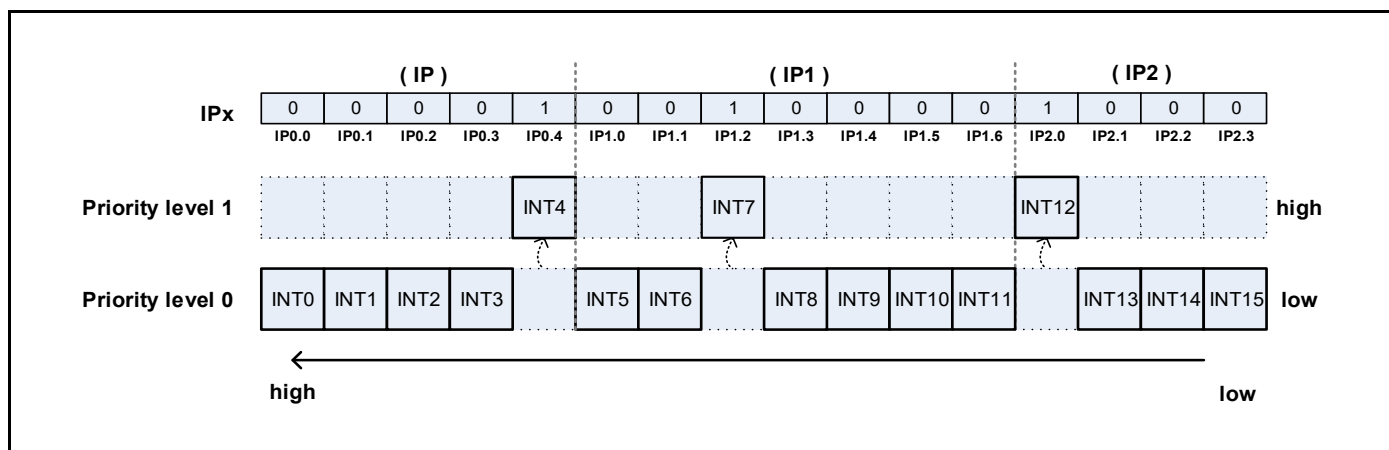 ( IP ) ( IP1 ) ( IP2 )
IPx 0 0 0 0 1 0 0 1 0 0 0 0 1 0 0 0
IP0.0 IP0.1 IP0.2 IP0.3 IP0.4 IP1.0 IP1.1 IP1.2 IP1.3 IP1.4 IP1.5 IP1.6 IP2.0 IP2.1 IP2.2 IP2.3
Priority level 1 INT4 INT7 INT12 high
Priority level 0 INT0 INT1 INT2 INT3 INT5 INT6 INT8 INT9 INT10 INT11 INT13 INT14 INT15 low
high low